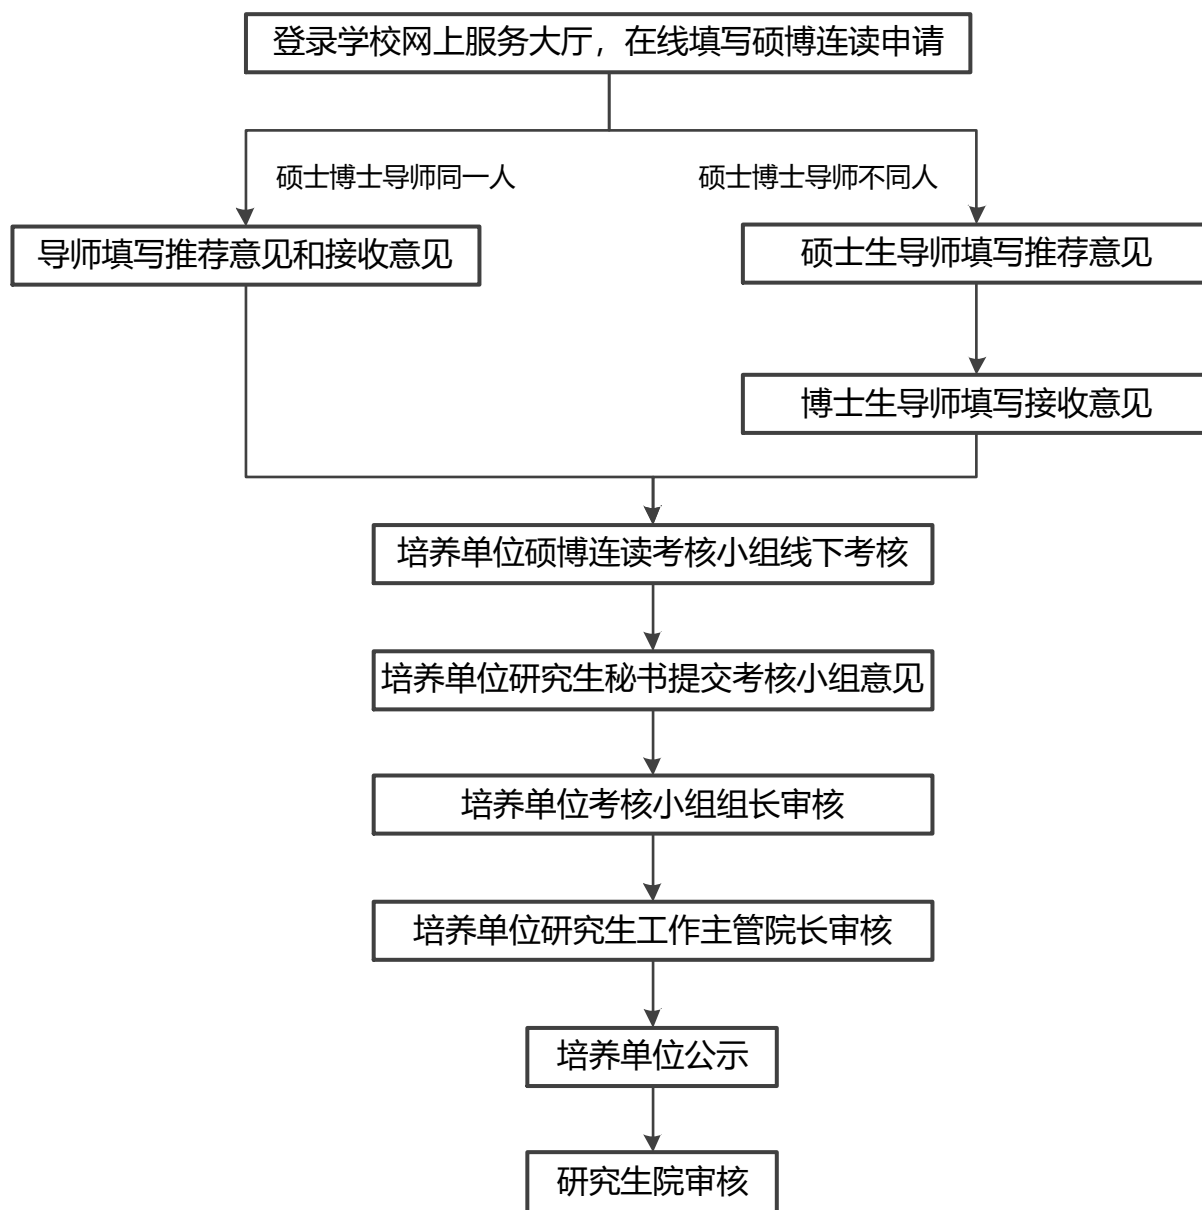 登录学校网上服务大厅，在线填写硕博连读申请
硕士博士导师同一人
硕士博士导师不同人
导师填写推荐意见和接收意见
硕士生导师填写推荐意见
博士生导师填写接收意见
培养单位硕博连读考核小组线下考核
培养单位研究生秘书提交考核小组意见
培养单位考核小组组长审核
培养单位研究生工作主管院长审核
培养单位公示
研究生院审核